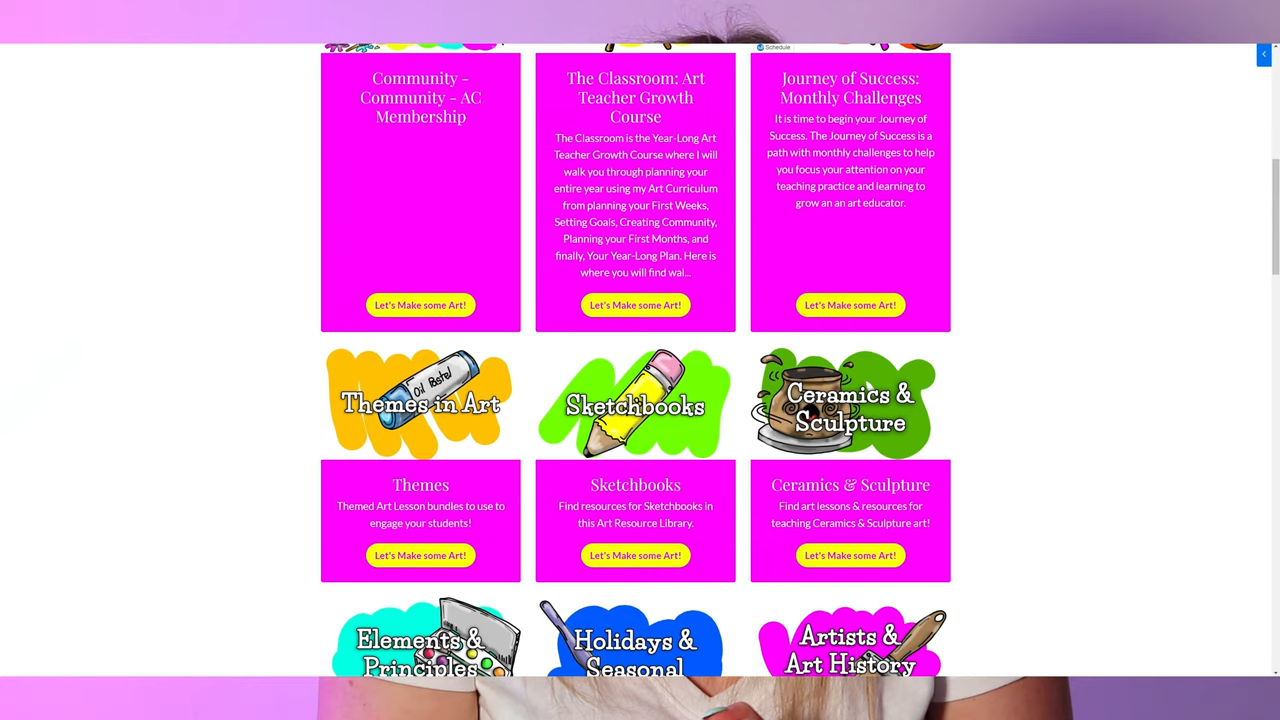 Schedule
Community -
Community - AC
Membership
Let's Make some Art!
The Classroom: Art
Teacher Growth
Course
The Classroom is the Year-Long Art
Teacher Growth Course where I will
walk you through planning your
entire year using my Art Curriculum
from planning your First Weeks,
Setting Goals, Creating Community,
Planning your First Months, and
finally, Your Year-Long Plan. Here is
where you will find wal...
Let's Make some Art!
Journey of Success:
Monthly Challenges
It is time to begin your Journey of
Success. The Journey of Success is a
path with monthly challenges to help
you focus your attention on your
teaching practice and learning to
grow an an art educator.
Let's Make some Art!
Oil Pastel
Themes in Art
Themes
Themed Art Lesson bundles to use to
engage your students!
Let's Make some Art!
Sketchbooks
Sketchbooks
Find resources for Sketchbooks in
this Art Resource Library.
Let's Make some Art!
Ceramics &
Sculpture
Ceramics & Sculpture
Find art lessons & resources for
teaching Ceramics & Sculpture art!
Let's Make some Art!
Elements &
Principles
Holidays &
Seasonal
Artists &
Art History